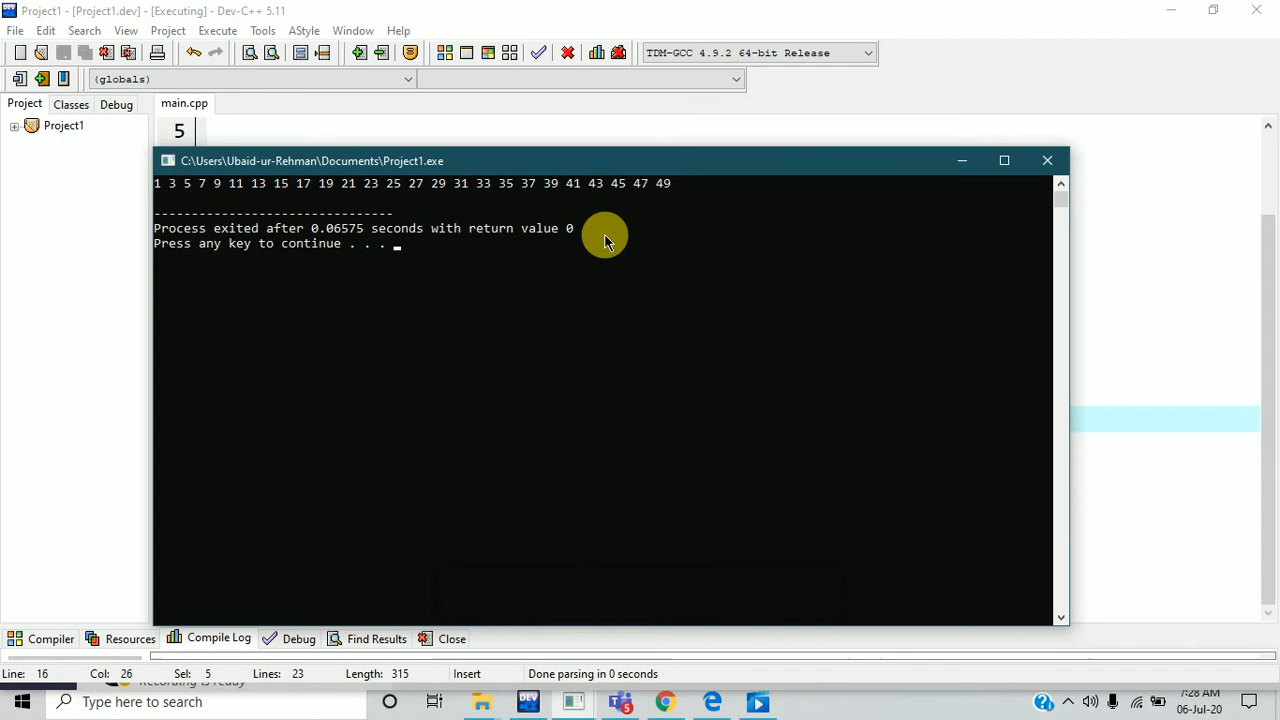 Project1 - [Project1.dev] - [Executing] - Dev-C++ 5.11
File Edit Search View Project Execute Tools AStyle Window Help
TDM-GCC 4.9.2 64-bit Release
(globals)
Project Classes Debug main.cpp
Project1
5
C:\Users\Ubaid-ur-Rehman\Documents\Project1.exe
1 3 5 7 9 11 13 15 17 19 21 23 25 27 29 31 33 35 37 39 41 43 45 47 49
--------------------------------
Process exited after 0.06575 seconds with return value 0
Press any key to continue . . .
Compiler Resources Compile Log Debug Find Results Close
Line: 16 Col: 26 Sel: 5 Lines: 23 Length: 315 Insert Done parsing in 0 seconds
Recording is ready
Type here to search
DEV
7:28 AM
06-Jul-20